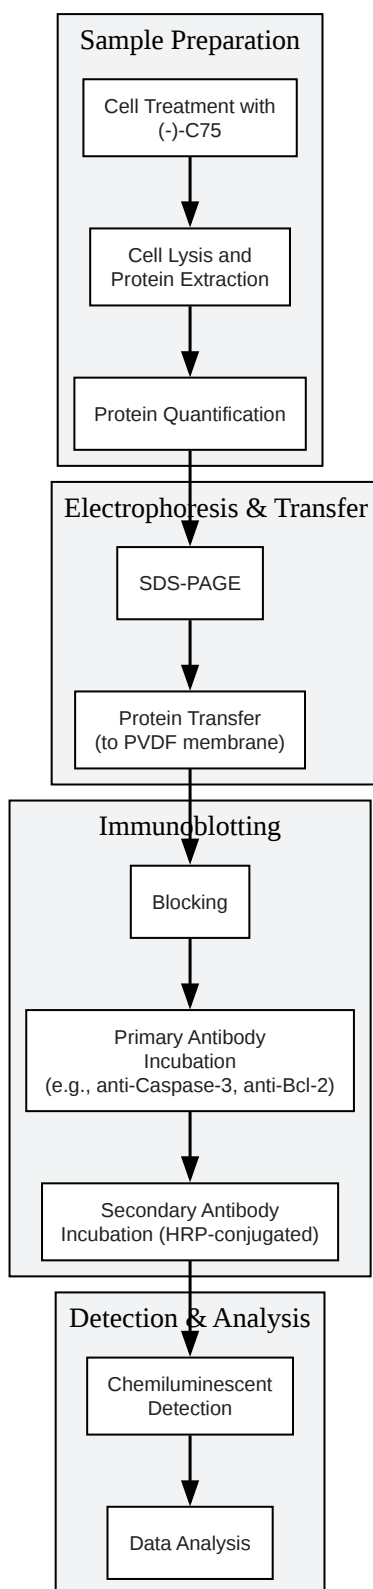 Sample Preparation
Cell Treatment with
(-)-C75
Cell Lysis and
Protein Extraction
Protein Quantification
Electrophoresis & Transfer
SDS-PAGE
Protein Transfer
(to PVDF membrane)
Immunoblotting
Blocking
Primary Antibody
Incubation
(e.g., anti-Caspase-3, anti-Bcl-2)
Secondary Antibody
Incubation (HRP-conjugated)
Detection & Analysis
Chemiluminescent
Detection
Data Analysis